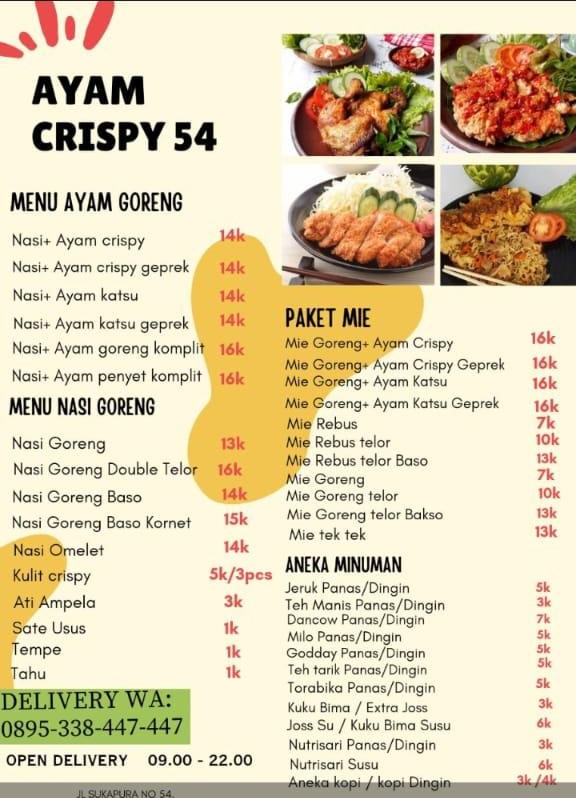 AYAM
CRISPY 54
MENU AYAM GORENG
Nasi+ Ayam crispy 14k
Nasi+ Ayam crispy geprek 14k
Nasi+ Ayam katsu 14k
Nasi+ Ayam katsu geprek 14k
Nasi+ Ayam goreng komplit 16k
Nasi+ Ayam penyet komplit 16k
MENU NASI GORENG
Nasi Goreng 13k
Nasi Goreng Double Telor 16k
Nasi Goreng Baso 14k
Nasi Goreng Baso Kornet 15k
Nasi Omelet 14k
Kulit crispy 5k/3pcs
Ati Ampela 3k
Sate Usus 1k
Tempe 1k
Tahu 1k
DELIVERY WA:
0895-338-447-447
OPEN DELIVERY 09.00 - 22.00
JL SUKAPURA NO 54,
PAKET MIE
Mie Goreng+ Ayam Crispy 16k
Mie Goreng+ Ayam Crispy Geprek 16k
Mie Goreng+ Ayam Katsu 16k
Mie Goreng+ Ayam Katsu Geprek 16k
Mie Rebus 7k
Mie Rebus telor 10k
Mie Rebus telor Baso 13k
Mie Goreng 7k
Mie Goreng telor 10k
Mie Goreng telor Bakso 13k
Mie tek tek 13k
ANEKA MINUMAN
Jeruk Panas/Dingin 5k
Teh Manis Panas/Dingin 3k
Dancow Panas/Dingin 7k
Milo Panas/Dingin 5k
Godday Panas/Dingin 5k
Teh tarik Panas/Dingin 5k
Torabika Panas/Dingin 5k
Kuku Bima / Extra Joss 3k
Joss Su / Kuku Bima Susu 6k
Nutrisari Panas/Dingin 3k
Nutrisari Susu 6k
Aneka kopi / kopi Dingin 3k /4k